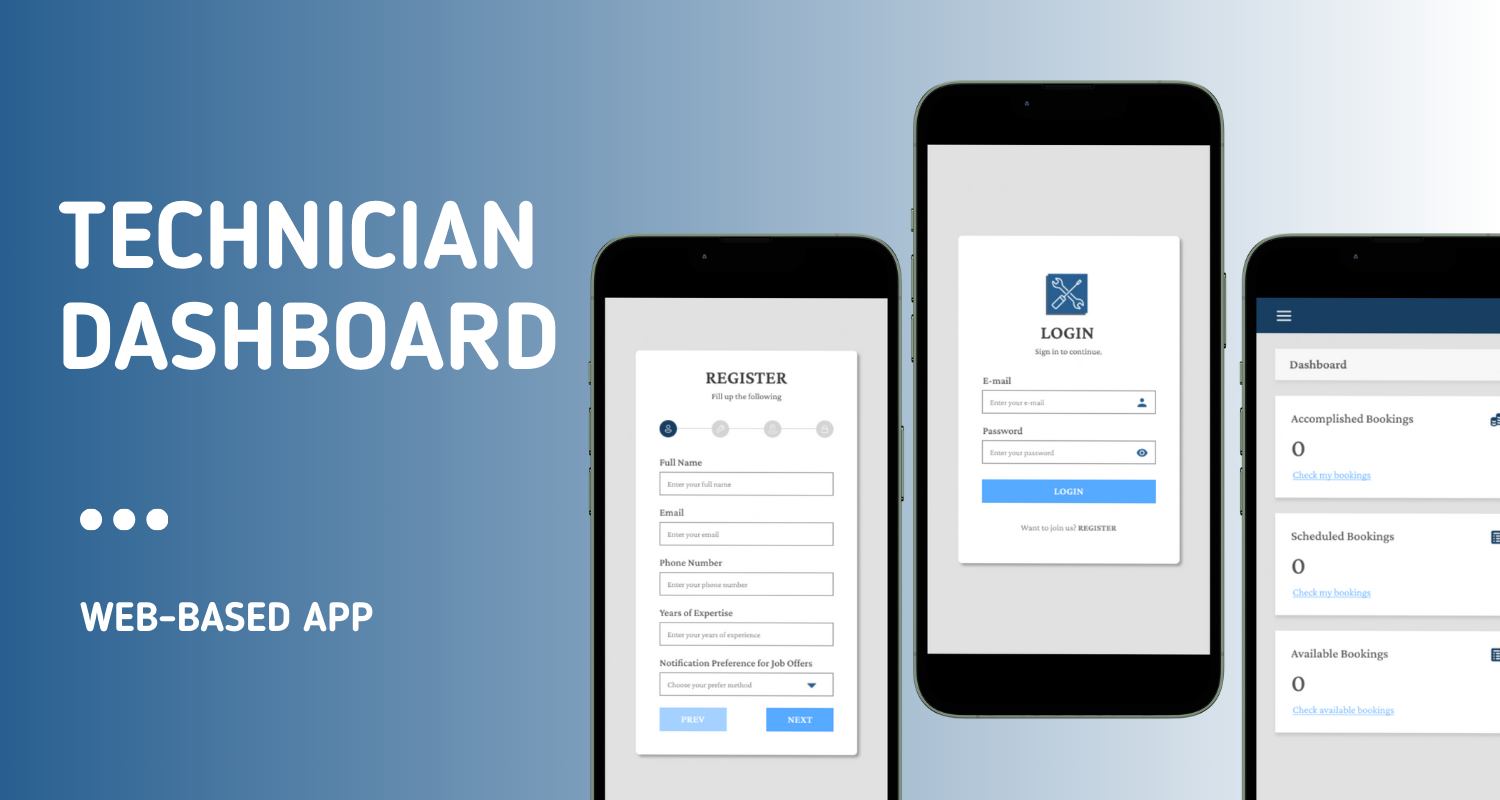 TECHNICIAN
DASHBOARD
WEB-BASED APP
REGISTER
Fill up the following
Full Name
Enter your full name
Email
Enter your email
Phone Number
Enter your phone number
Years of Expertise
Enter your years of experience
Notification Preference for Job Offers
Choose your prefer method
PREV NEXT
LOGIN
Sign in to continue.
E-mail
Enter your e-mail
Password
Enter your password
LOGIN
Want to join us? REGISTER
Dashboard
Accomplished Bookings
0
Check my bookings
Scheduled Bookings
0
Check my bookings
Available Bookings
0
Check available bookings